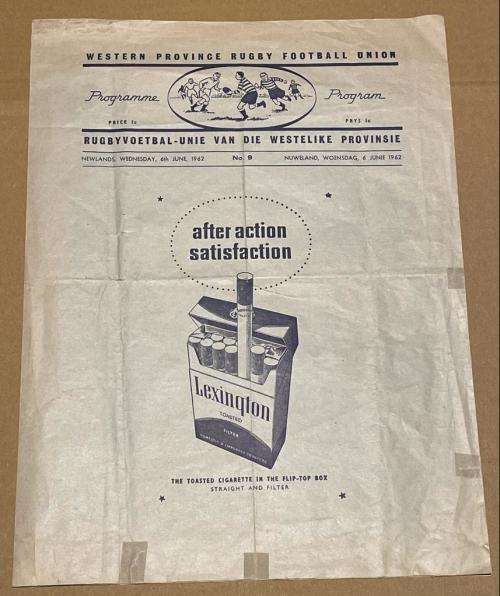 WESTERN PROVINCE RUGBY FOOTBALL UNION
Programme
Program
PRICE 1s
PRYS 1s
RUGBYVOETBAL-UNIE VAN DIE WESTELIKE PROVINSIE
NEWLANDS, WEDNESDAY, 6th JUNE, 1962 No. 9 NUWELAND, WOENSDAG, 6 JUNIE 1962
after action
satisfaction
Lexington
TOASTED
FILTER
THE TOASTED CIGARETTE IN THE FLIP-TOP BOX
STRAIGHT AND FILTER